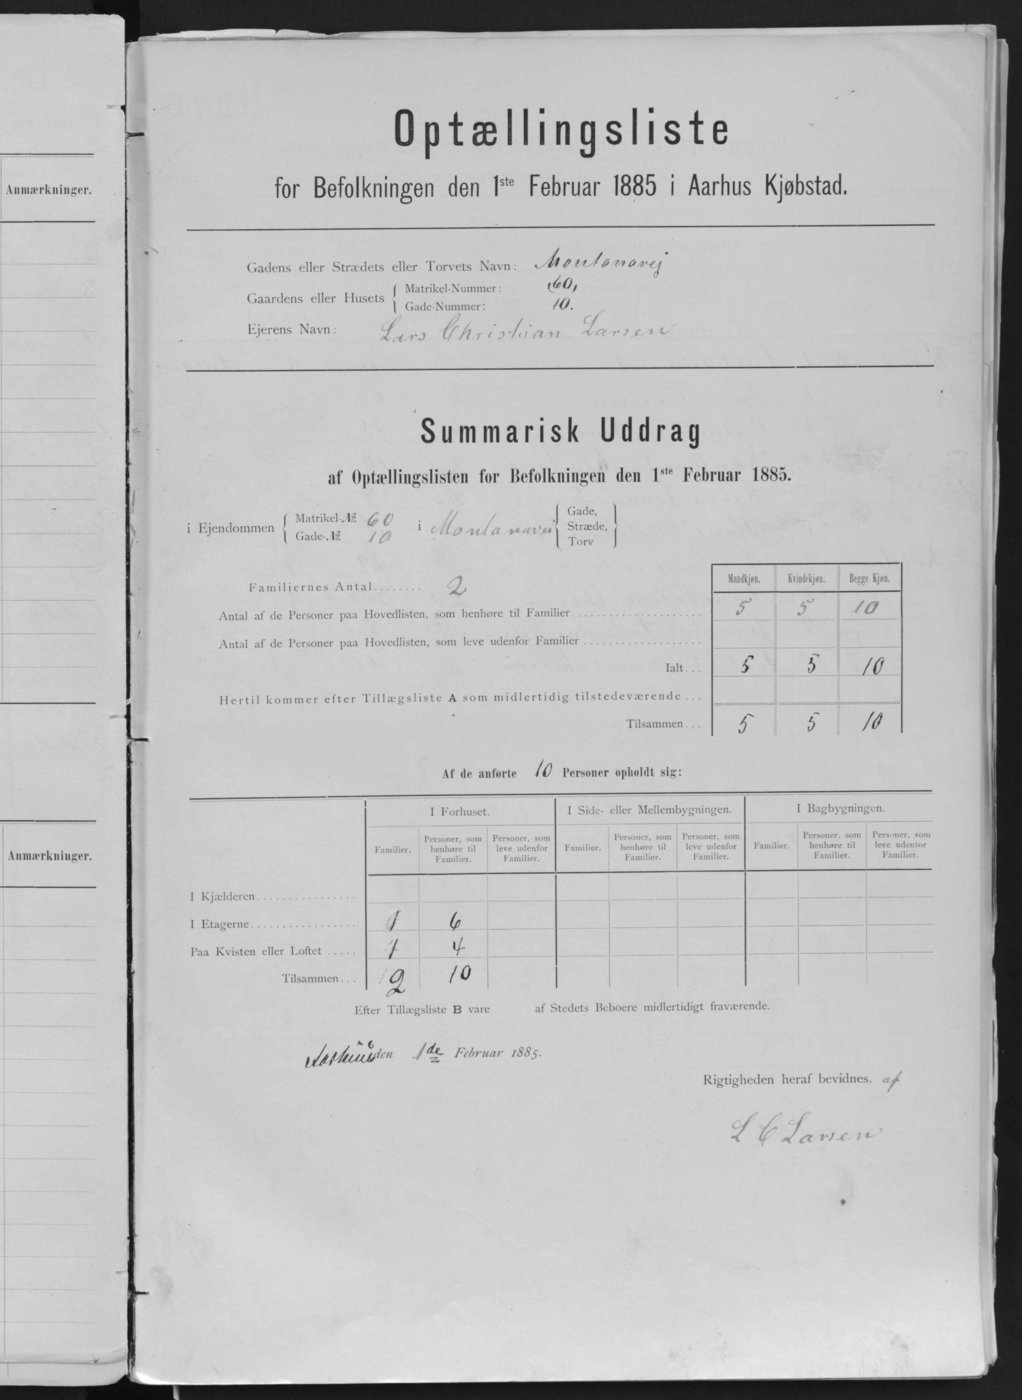 Anmærkninger.
Anmærkninger.
Optællingsliste
for Befolkningen den 1ste Februar 1885 i Aarhus Kjøbstad.
Gadens eller Strædets eller Torvets Navn: Montanavej
Gaardens eller Husets { Matrikel-Nummer: 60,
Gade-Nummer: 10.
Ejerens Navn: Lars Christian Larsen
Summarisk Uddrag
af Optællingslisten for Befolkningen den 1ste Februar 1885.
i Ejendommen { Matrikel-№ 60 i Montanavei { Gade, }
Gade-№ 10 Stræde,
Torv
Mandkjøn. Kvindekjøn. Begge Kjøn.
Familiernes Antal........ 2
Antal af de Personer paa Hovedlisten, som henhøre til Familier.................... 5 5 10
Antal af de Personer paa Hovedlisten, som leve udenfor Familier ..................
Ialt... 5 5 10
Hertil kommer efter Tillægsliste A som midlertidig tilstedeværende ...
Tilsammen... 5 5 10
Af de anførte 10 Personer opholdt sig:
I Forhuset. I Side- eller Mellembygningen. I Bagbygningen.
Familier. Personer, som henhøre til Familier. Personer, som leve udenfor Familier. Familier. Personer, som henhøre til Familier. Personer, som leve udenfor Familier. Familier. Personer, som henhøre til Familier. Personer, som leve udenfor Familier.
I Kjælderen................
I Etagerne................. 1 6
Paa Kvisten eller Loftet ..... 1 4
Tilsammen... 2 10
Efter Tillægsliste B vare af Stedets Beboere midlertidigt fraværende.
Aarhuus den 1de Februar 1885.
Rigtigheden heraf bevidnes. af
L C Larsen